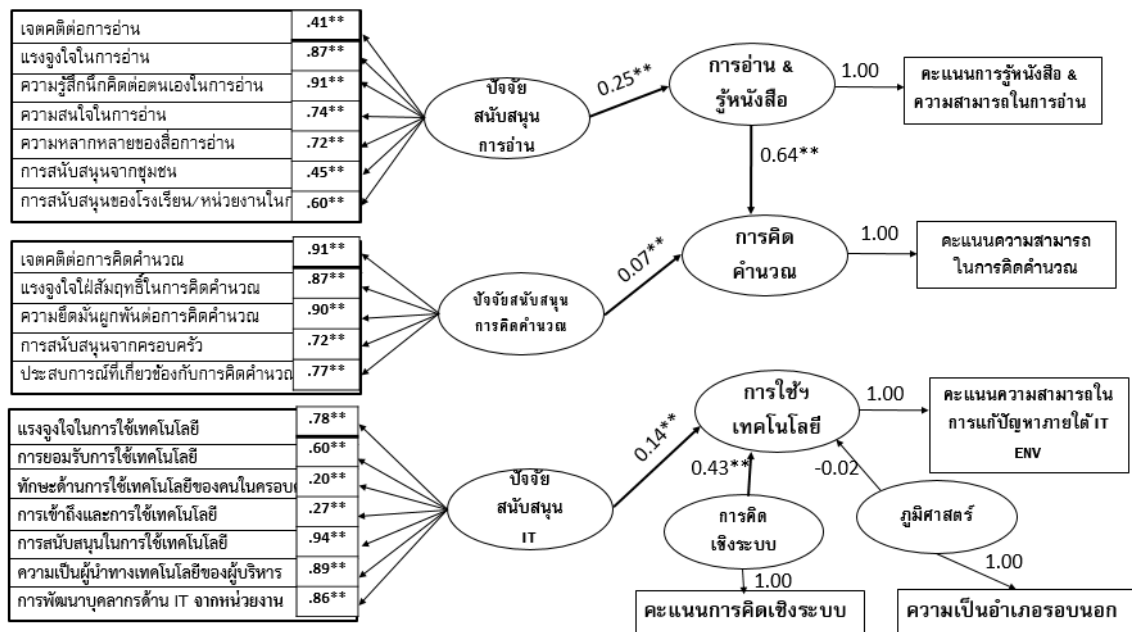 เจตคติต่อการอ่าน .41**
แรงจูงใจในการอ่าน .87**
ความรู้สึกนึกคิดต่อตนเองในการอ่าน .91**
ความสนใจในการอ่าน .74**
ความหลากหลายของสื่อการอ่าน .72**
การสนับสนุนจากชุมชน .45**
การสนับสนุนของโรงเรียน/หน่วยงานใน .60**
ปัจจัย
สนับสนุน
การอ่าน
0.25**
การอ่าน &
รู้หนังสือ
1.00
คะแนนการรู้หนังสือ &
ความสามารถในการอ่าน
0.64**
เจตคติต่อการคิดคำนวณ .91**
แรงจูงใจใฝ่สัมฤทธิ์ในการคิดคำนวณ .87**
ความยึดมั่นผูกพันต่อการคิดคำนวณ .90**
การสนับสนุนจากครอบครัว .72**
ประสบการณ์ที่เกี่ยวข้องกับการคิดคำนวณ .77**
ปัจจัยสนับสนุน
การคิดคำนวณ
0.07**
การคิด
คำนวณ
1.00
คะแนนความสามารถ
ในการคิดคำนวณ
แรงจูงใจในการใช้เทคโนโลยี .78**
การยอมรับการใช้เทคโนโลยี .60**
ทักษะด้านการใช้เทคโนโลยีของคนในครอบ .20**
การเข้าถึงและการใช้เทคโนโลยี .27**
การสนับสนุนในการใช้เทคโนโลยี .94**
ความเป็นผู้นำทางเทคโนโลยีของผู้บริหาร .89**
การพัฒนาบุคลากรด้าน IT จากหน่วยงาน .86**
ปัจจัย
สนับสนุน
IT
0.14**
การใช้ฯ
เทคโนโลยี
1.00
คะแนนความสามารถใน
การแก้ปัญหาภายใต้ IT
ENV
0.43**
-0.02
การคิด
เชิงระบบ
ภูมิศาสตร์
1.00
1.00
คะแนนการคิดเชิงระบบ
ความเป็นอำเภอรอบนอก